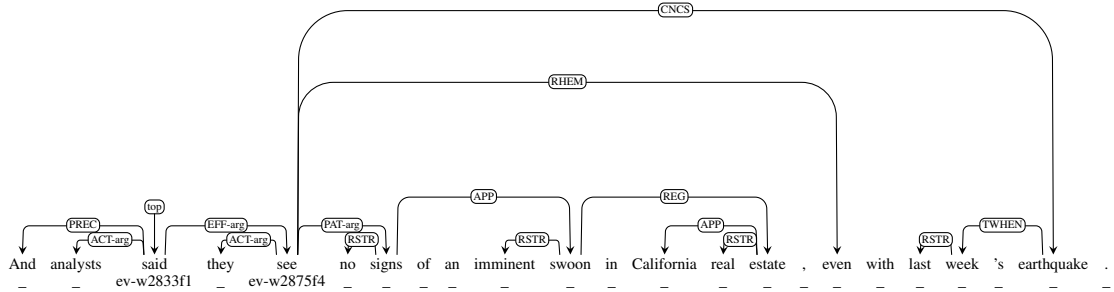 CNCS
RHEM
APP REG
top
PREC EFF-arg PAT-arg APP TWHEN
ACT-arg ACT-arg RSTR RSTR RSTR RSTR
And analysts said they see no signs of an imminent swoon in California real estate , even with last week 's earthquake .
_ _ ev-w2833f1 _ ev-w2875f4 _ _ _ _ _ _ _ _ _ _ _ _ _ _ _ _ _ _